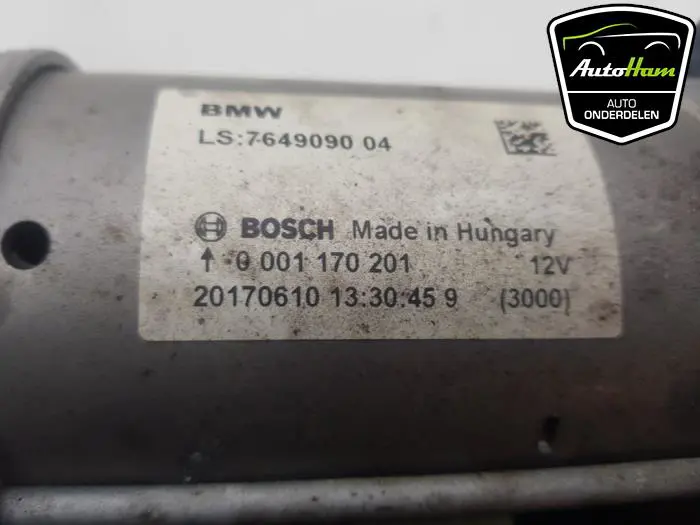 BMW
LS:7649090 04
BOSCH Made in Hungary
0 001 170 201 12V
20170610 13:30:45 9 (3000)
AutoHam
AUTO
ONDERDELEN